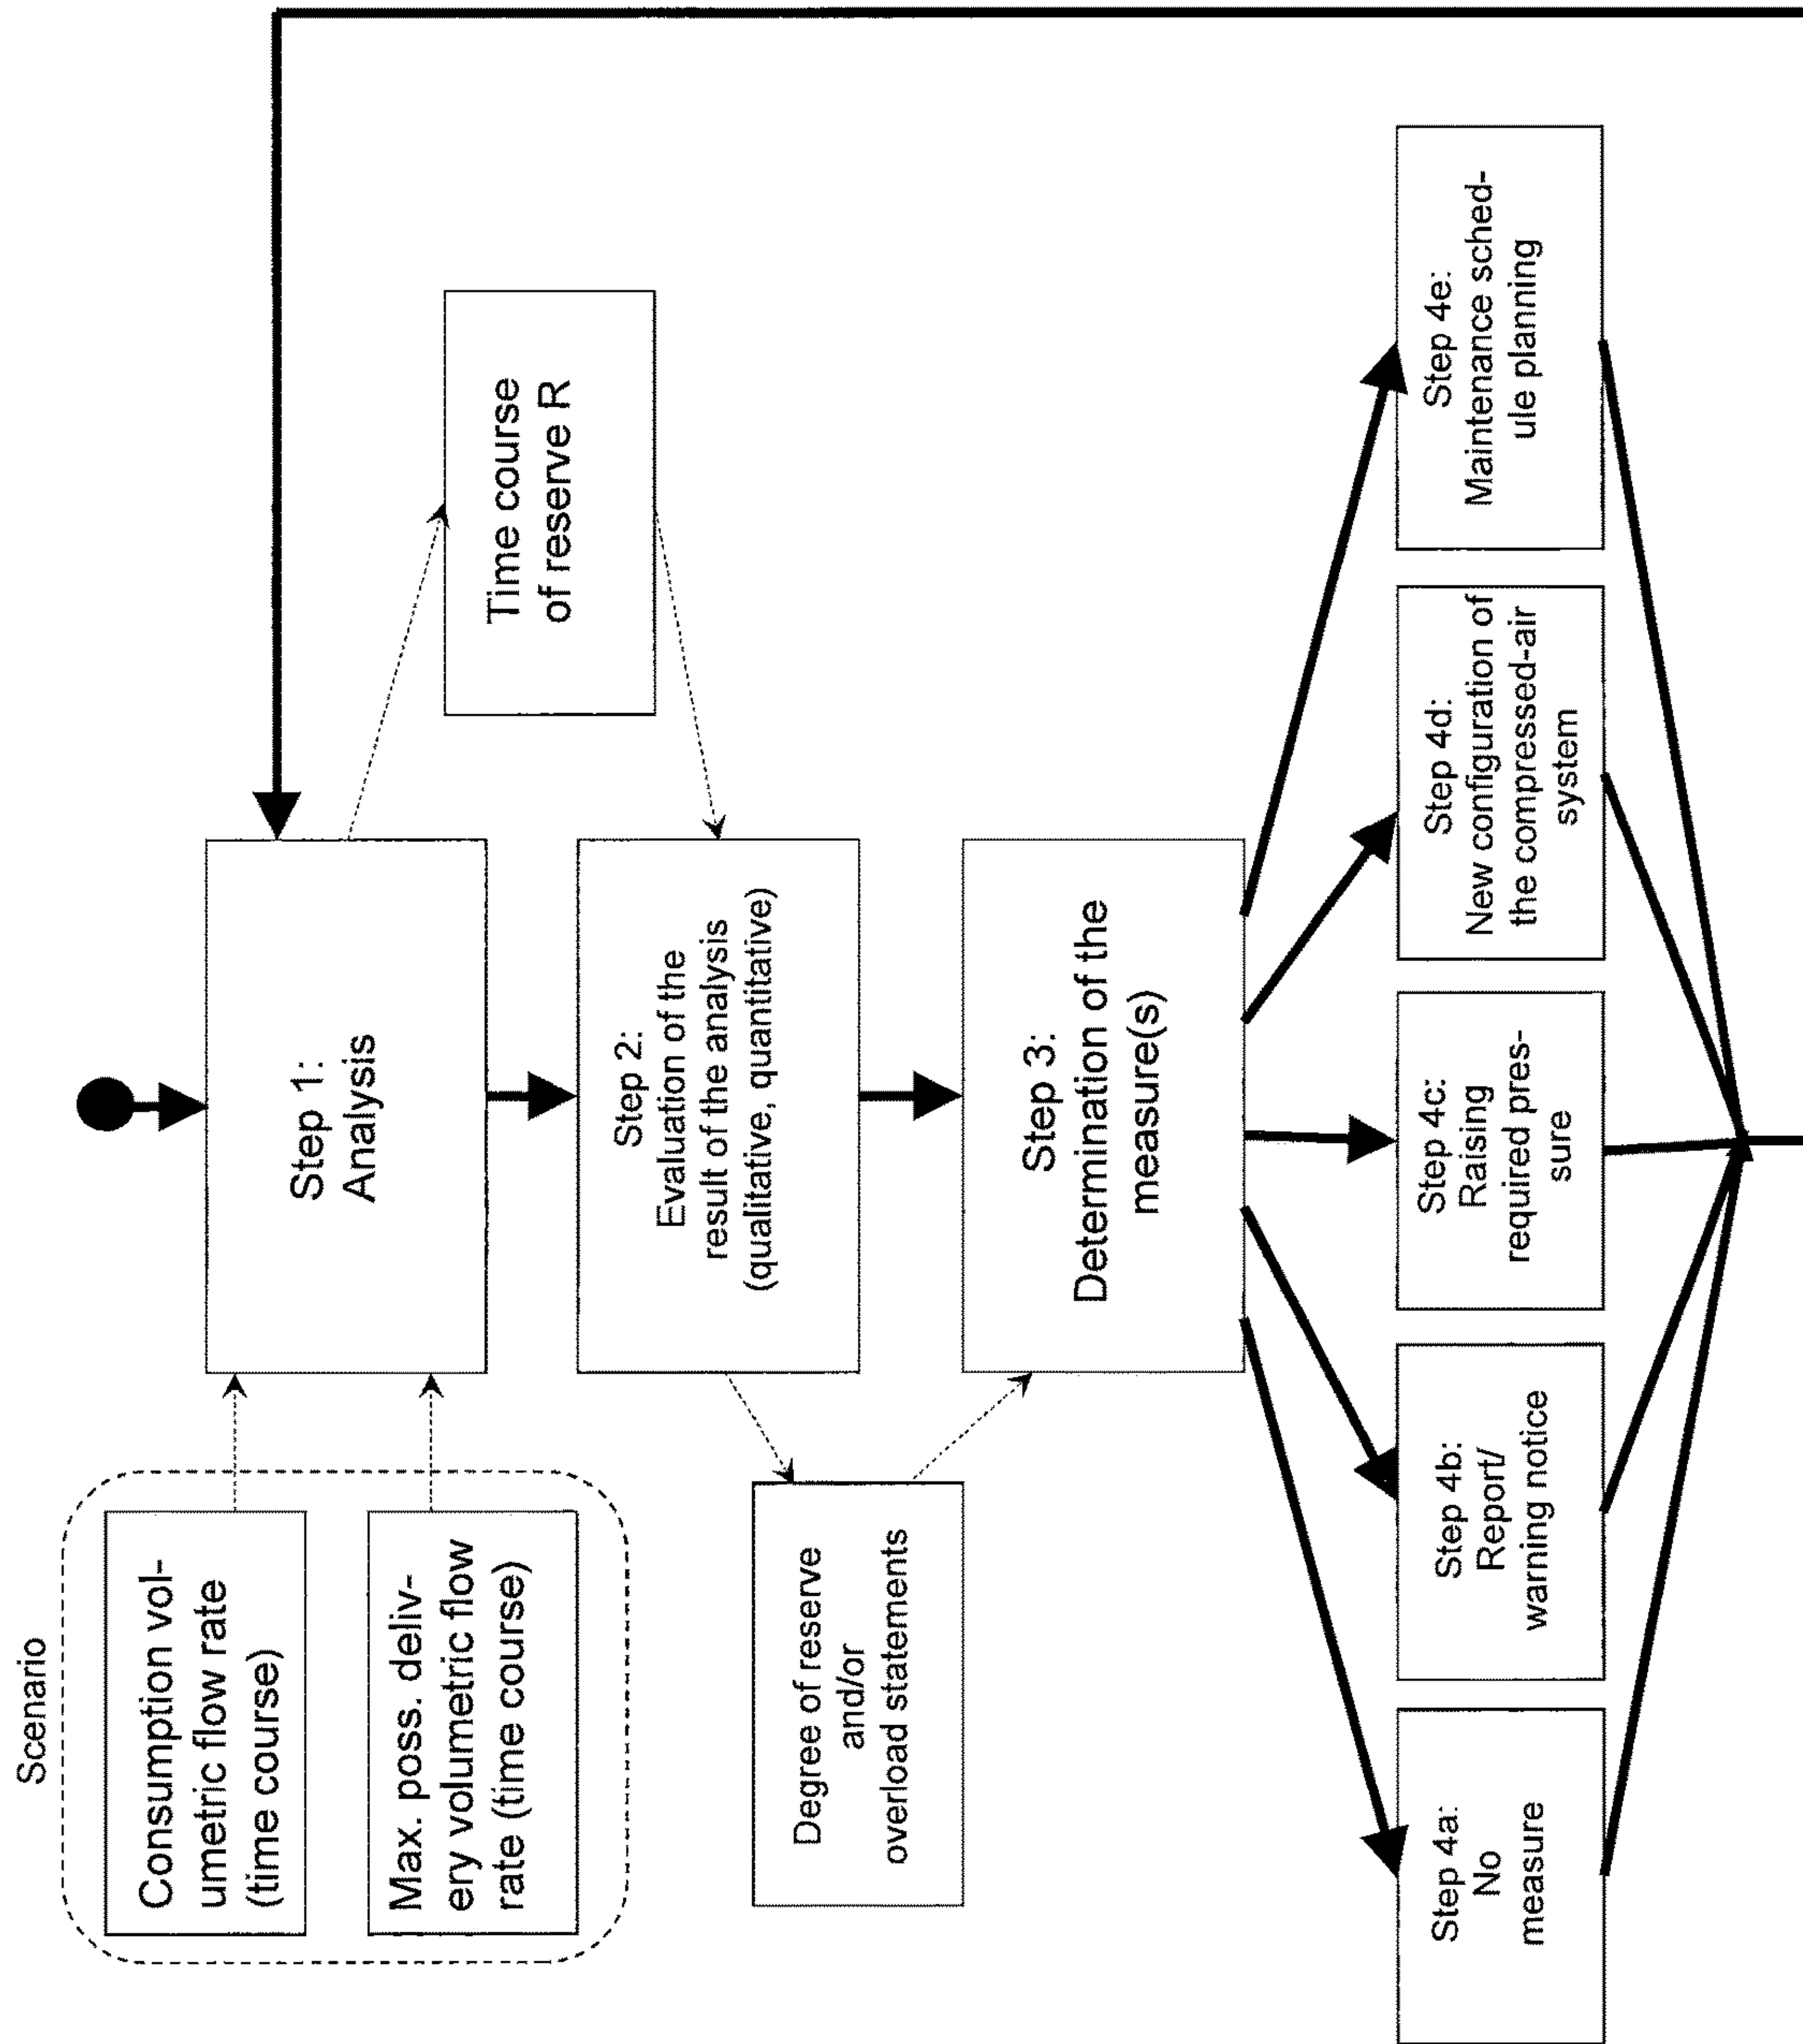 Scenario
Consumption vol-
umetric flow rate
(time course)
Max. poss. deliv-
ery volumetric flow
rate (time course)
Step 1:
Analysis
Time course
of reserve R
Step 2:
Evaluation of the
result of the analysis
(qualitative, quantitative)
Degree of reserve
and/or
overload statements
Step 3:
Determination of the
measure(s)
Step 4a:
No
measure
Step 4b:
Report/
warning notice
Step 4c:
Raising
required pres-
sure
Step 4d:
New configuration of
the compressed-air
system
Step 4e:
Maintenance sched-
ule planning